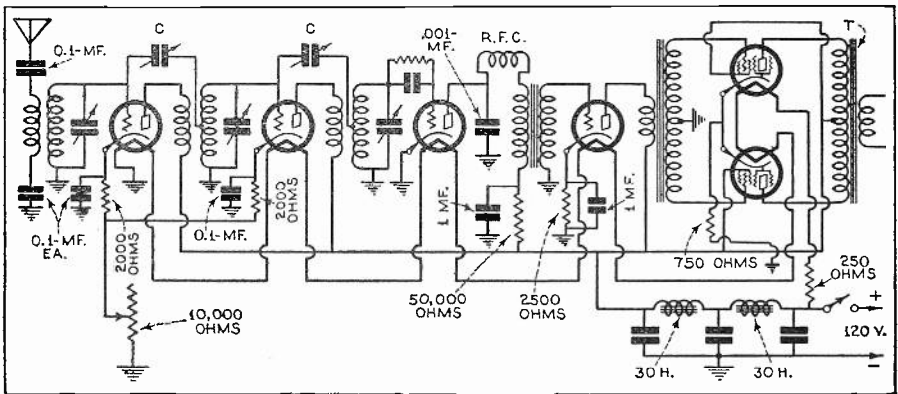 C
C
.001-
MF.
R.F.C.
T
0.1-MF.
0.1-MF.
EA.
2000
OHMS
0.1-MF.
2000
OHMS
1 MF.
1 MF.
10,000
OHMS
50,000
OHMS
2500
OHMS
750 OHMS
250
OHMS
30 H.
30 H.
+
120 V.
-